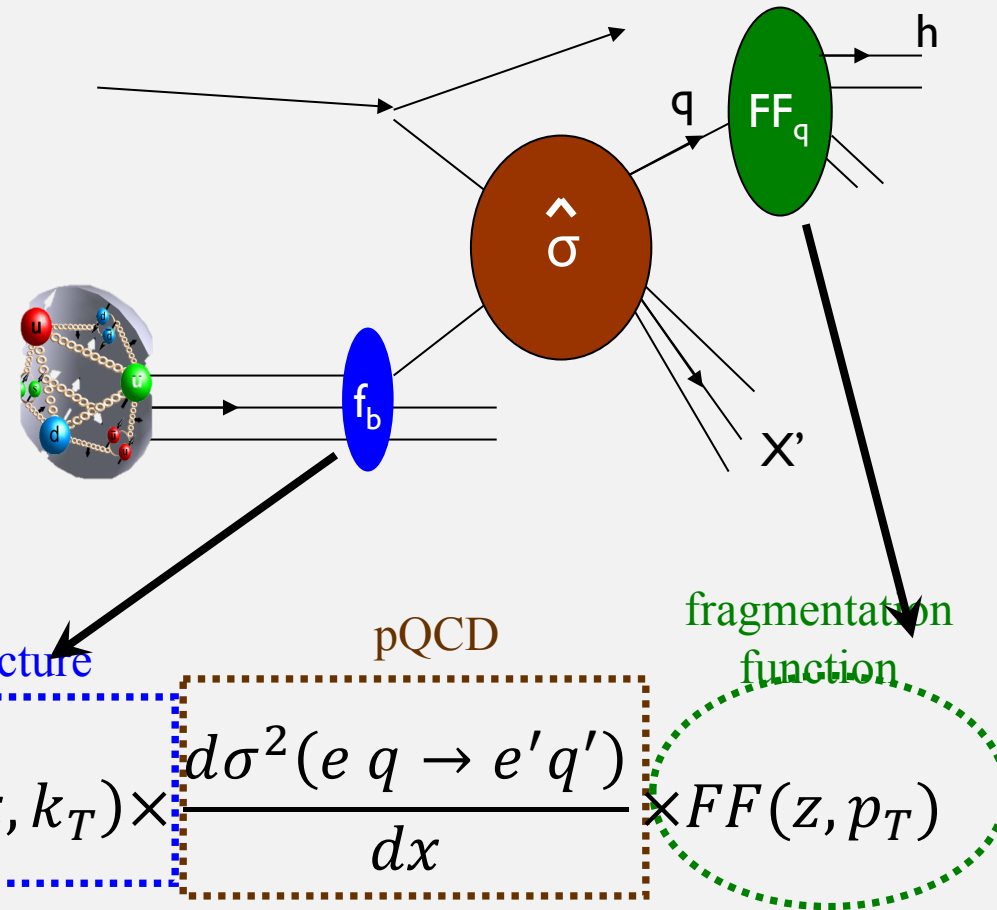 h
q
FF_q
σ̂
u
d
u
d
f_b
X’
fragmentation
pQCD
function
cture
, k_T) × dσ²(e q → e′q′) / dx × FF(z, p_T)